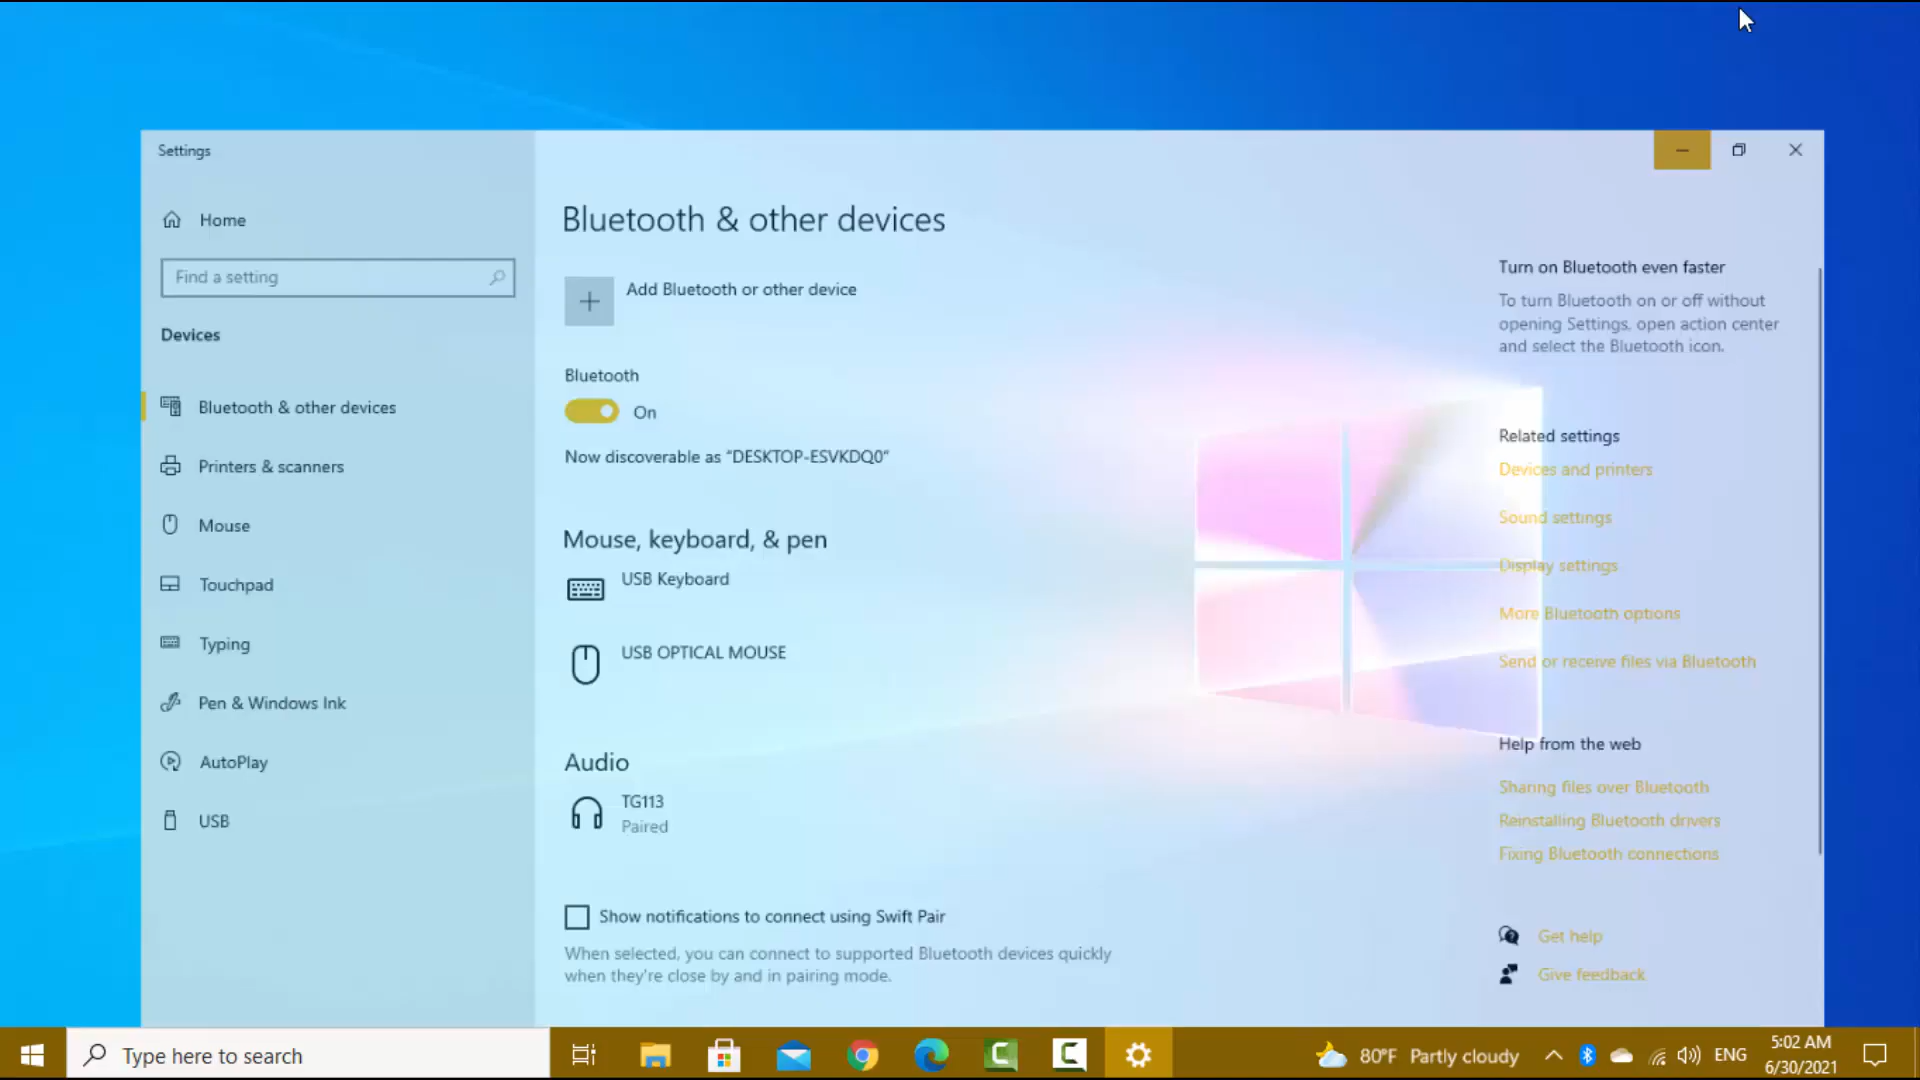 Settings
Home
Find a setting
Devices
Bluetooth & other devices
Printers & scanners
Mouse
Touchpad
Typing
Pen & Windows Ink
AutoPlay
USB
Bluetooth & other devices
Add Bluetooth or other device
Bluetooth
On
Now discoverable as “DESKTOP-ESVKDQ0”
Mouse, keyboard, & pen
USB Keyboard
USB OPTICAL MOUSE
Audio
TG113
Paired
Show notifications to connect using Swift Pair
When selected, you can connect to supported Bluetooth devices quickly
when they're close by and in pairing mode.
Turn on Bluetooth even faster
To turn Bluetooth on or off without
opening Settings, open action center
and select the Bluetooth icon.
Related settings
Devices and printers
Sound settings
Display settings
More Bluetooth options
Send or receive files via Bluetooth
Help from the web
Sharing files over Bluetooth
Reinstalling Bluetooth drivers
Fixing Bluetooth connections
Get help
Give feedback
Type here to search
80°F Partly cloudy
ENG
5:02 AM
6/30/2021